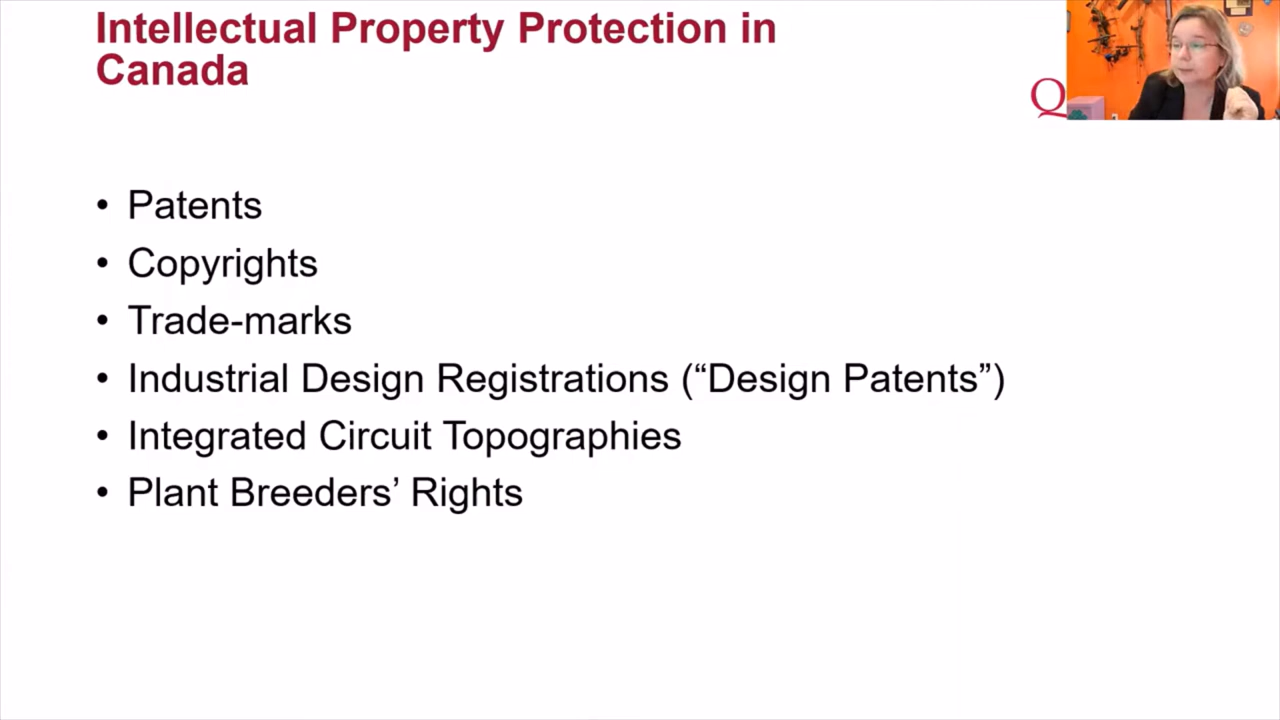 Intellectual Property Protection in
Canada
Q
• Patents
• Copyrights
• Trade-marks
• Industrial Design Registrations (“Design Patents”)
• Integrated Circuit Topographies
• Plant Breeders’ Rights